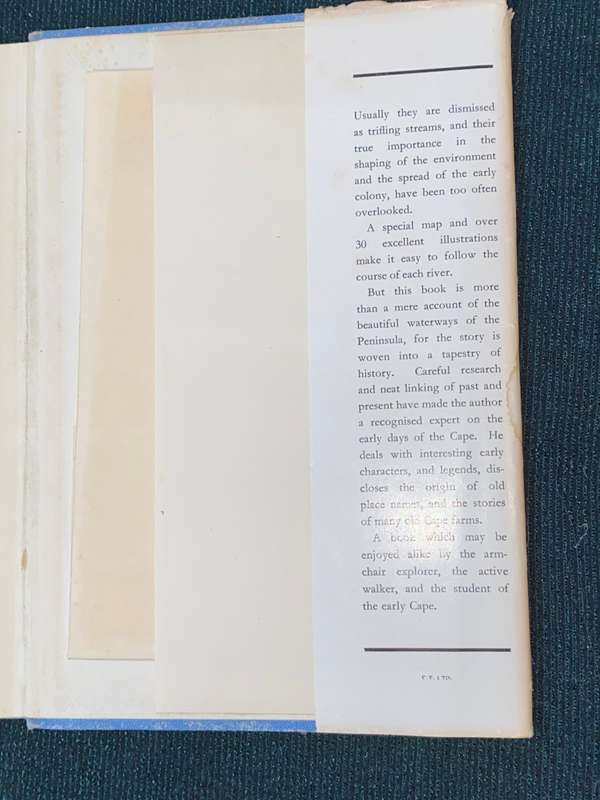 Usually they are dismissed
as trifling streams, and their
true importance in the
shaping of the environment
and the spread of the early
colony, have been too often
overlooked.
A special map and over
30 excellent illustrations
make it easy to follow the
course of each river.
But this book is more
than a mere account of the
beautiful waterways of the
Peninsula, for the story is
woven into a tapestry of
history. Careful research
and neat linking of past and
present have made the author
a recognised expert on the
early days of the Cape. He
deals with interesting early
characters, and legends, dis-
closes the origin of old
place names, and the stories
of many old Cape farms.
A book which may be
enjoyed alike by the arm-
chair explorer, the active
walker, and the student of
the early Cape.